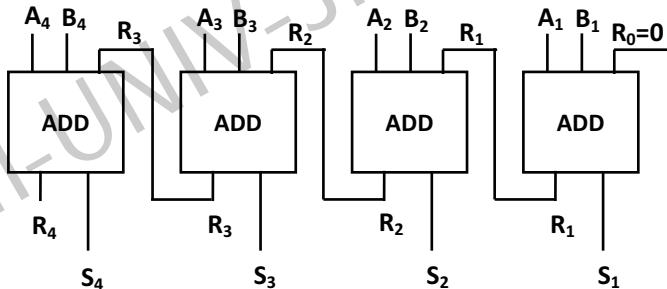 A₄ B₄ R₃ A₃ B₃ R₂ A₂ B₂ R₁ A₁ B₁ R₀=0
ADD ADD ADD ADD
R₄ R₃ R₂ R₁
S₄ S₃ S₂ S₁